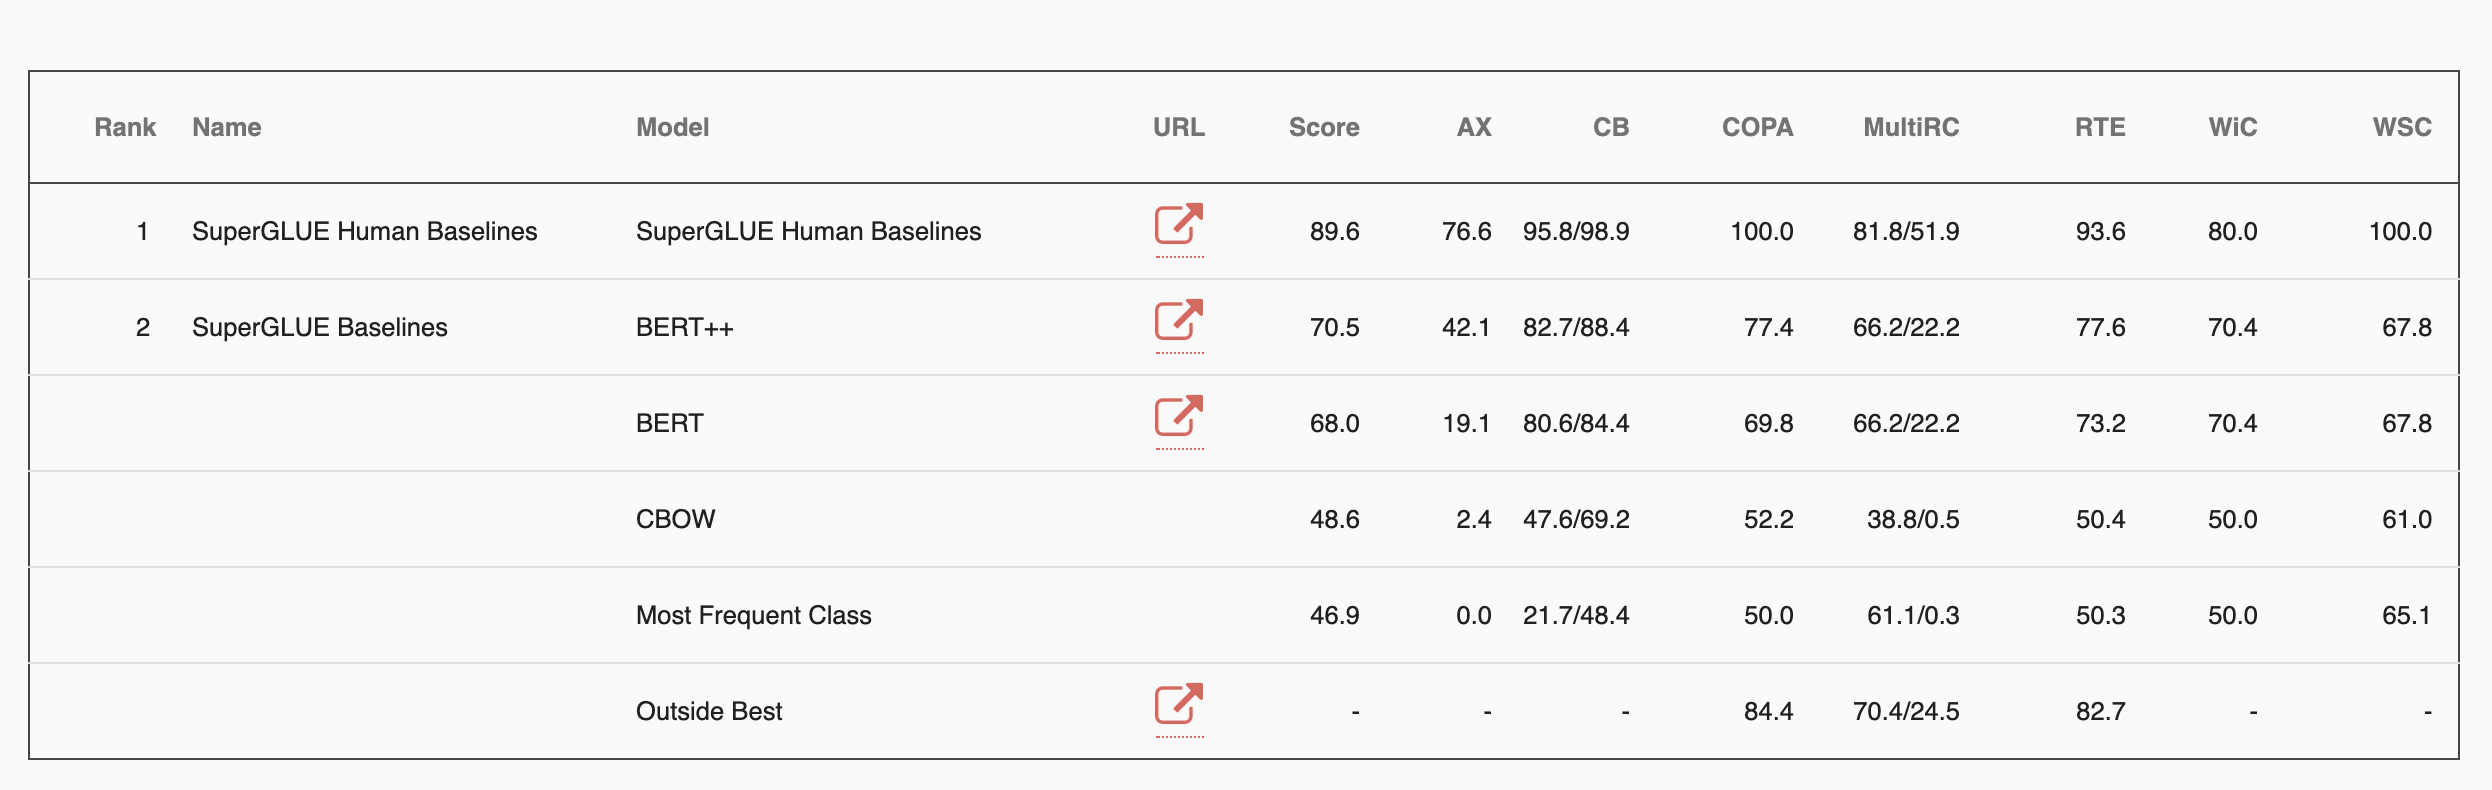 Rank Name Model URL Score AX CB COPA MultiRC RTE WiC WSC
1 SuperGLUE Human Baselines SuperGLUE Human Baselines 89.6 76.6 95.8/98.9 100.0 81.8/51.9 93.6 80.0 100.0
2 SuperGLUE Baselines BERT++ 70.5 42.1 82.7/88.4 77.4 66.2/22.2 77.6 70.4 67.8
BERT 68.0 19.1 80.6/84.4 69.8 66.2/22.2 73.2 70.4 67.8
CBOW 48.6 2.4 47.6/69.2 52.2 38.8/0.5 50.4 50.0 61.0
Most Frequent Class 46.9 0.0 21.7/48.4 50.0 61.1/0.3 50.3 50.0 65.1
Outside Best - - - 84.4 70.4/24.5 82.7 - -